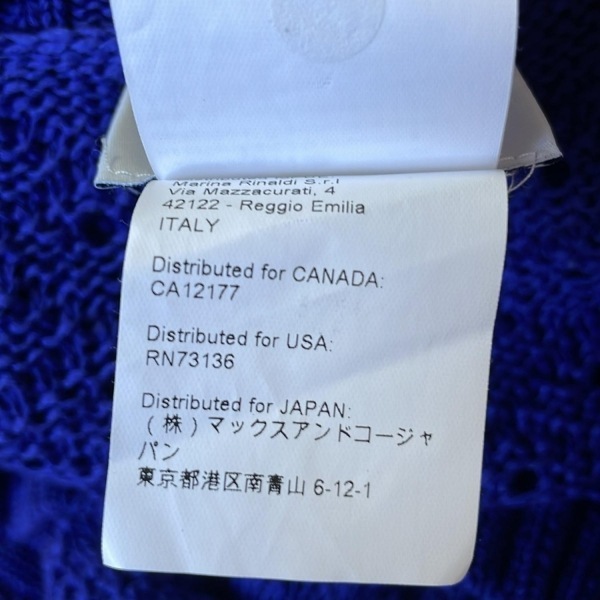 Marina Rinaldi S.r.l
Via Mazzacurati, 4
42122 - Reggio Emilia
ITALY
Distributed for CANADA:
CA12177
Distributed for USA:
RN73136
Distributed for JAPAN:
(株)マックスアンドコージャ
パン
東京都港区南青山 6-12-1